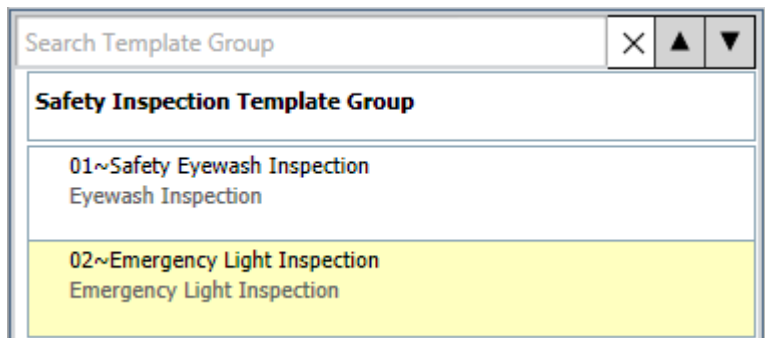 Search Template Group
Safety Inspection Template Group
01~Safety Eyewash Inspection
Eyewash Inspection
02~Emergency Light Inspection
Emergency Light Inspection